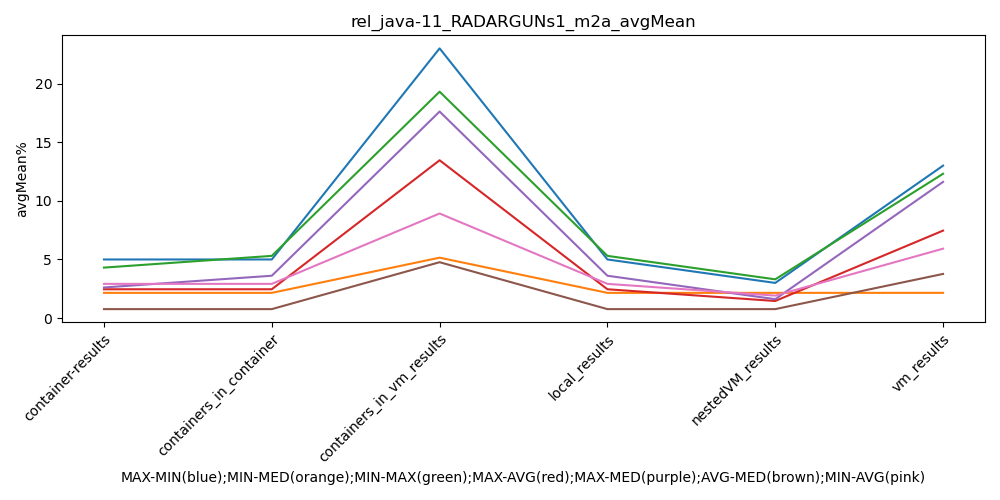 rel_java-11_RADARGUNs1_m2a_avgMean
avgMean%
20
15
10
5
0
container-results
containers_in_container
containers_in_vm_results
local_results
nestedVM_results
vm_results
MAX-MIN(blue);MIN-MED(orange);MIN-MAX(green);MAX-AVG(red);MAX-MED(purple);AVG-MED(brown);MIN-AVG(pink)